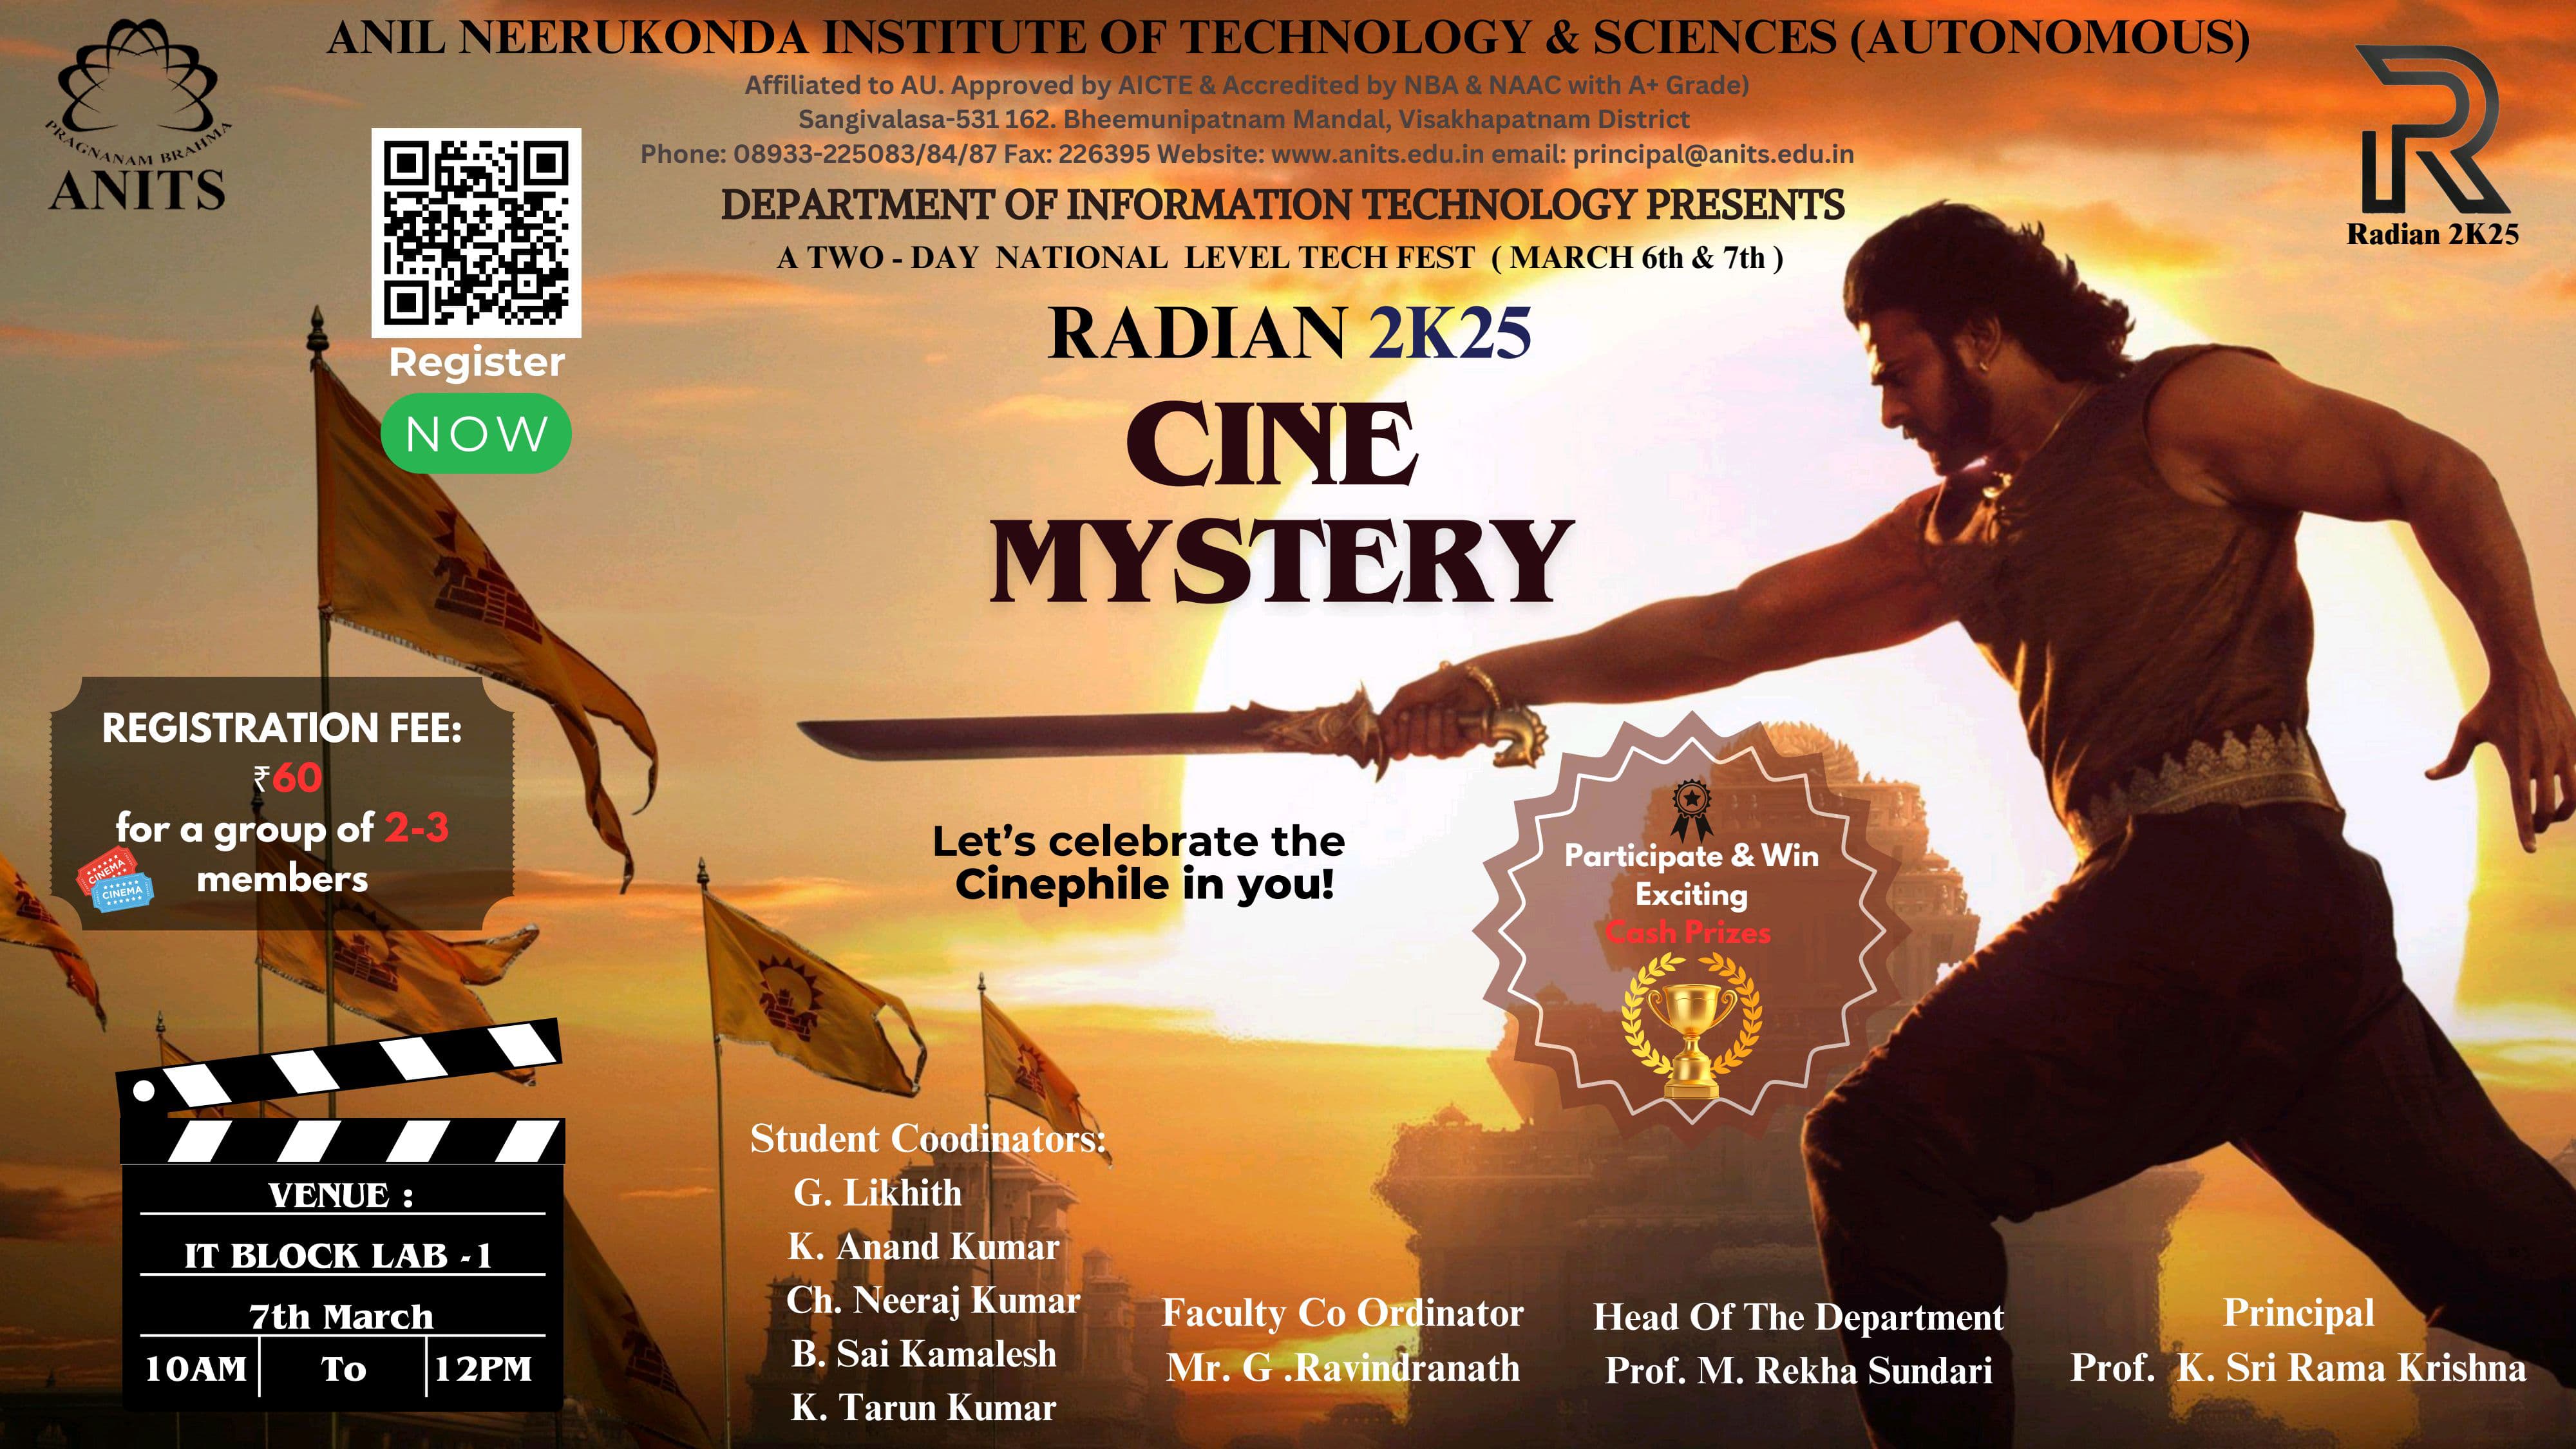 ANIL NEERUKONDA INSTITUTE OF TECHNOLOGY & SCIENCES (AUTONOMOUS)
Affiliated to AU. Approved by AICTE & Accredited by NBA & NAAC with A+ Grade)
Sangivalasa-531 162. Bheemunipatnam Mandal, Visakhapatnam District
Phone: 08933-225083/84/87 Fax: 226395 Website: www.anits.edu.in email: principal@anits.edu.in
PRAGNANAM BRAHMA
ANITS
DEPARTMENT OF INFORMATION TECHNOLOGY PRESENTS
A TWO - DAY NATIONAL LEVEL TECH FEST ( MARCH 6th & 7th )
Radian 2K25
RADIAN 2K25
Register
NOW
CINE
MYSTERY
REGISTRATION FEE:
₹60
for a group of 2-3
members
CINEMA
CINEMA
Let's celebrate the
Cinephile in you!
Participate & Win
Exciting
Cash Prizes
VENUE :
IT BLOCK LAB -1
7th March
10AM To 12PM
Student Coodinators:
G. Likhith
K. Anand Kumar
Ch. Neeraj Kumar
B. Sai Kamalesh
K. Tarun Kumar
Faculty Co Ordinator
Mr. G .Ravindranath
Head Of The Department
Prof. M. Rekha Sundari
Principal
Prof. K. Sri Rama Krishna